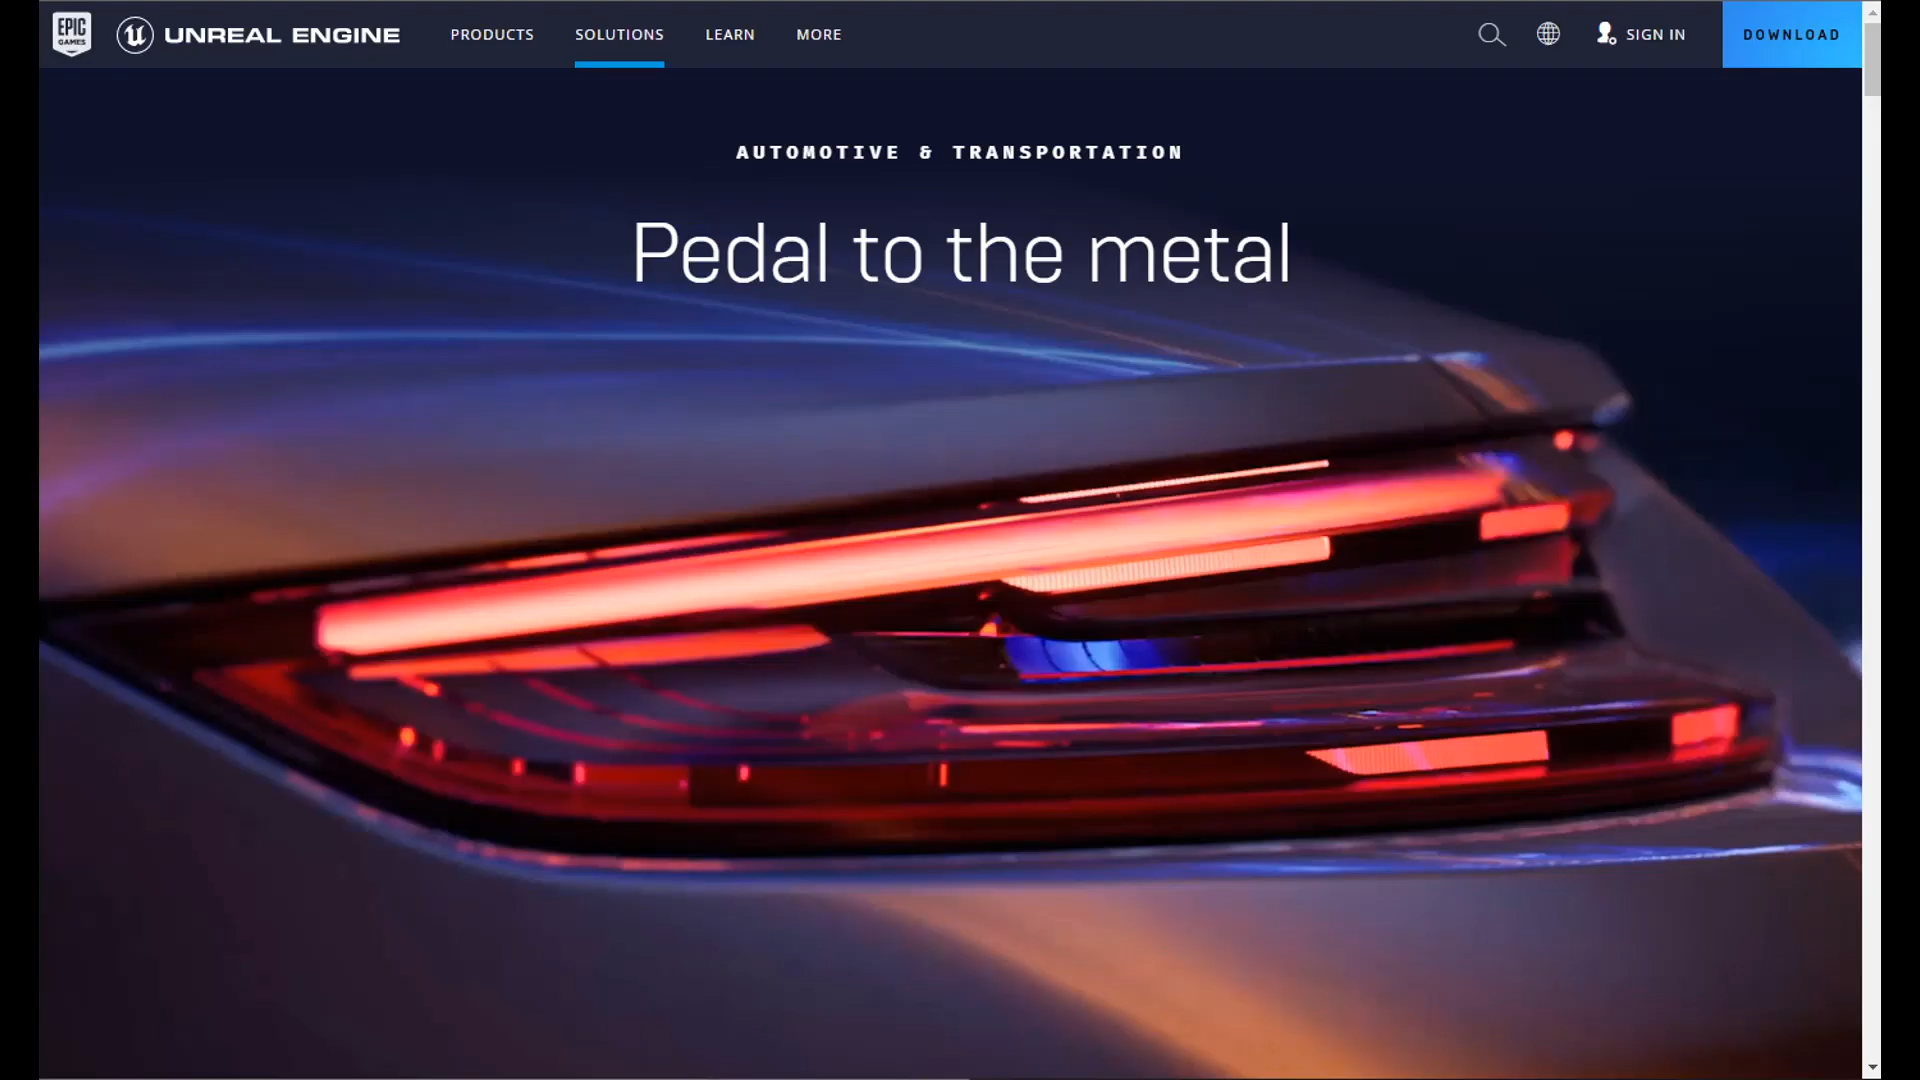 EPIC GAMES
UNREAL ENGINE
PRODUCTS
SOLUTIONS
LEARN
MORE
SIGN IN
DOWNLOAD
AUTOMOTIVE & TRANSPORTATION
Pedal to the metal